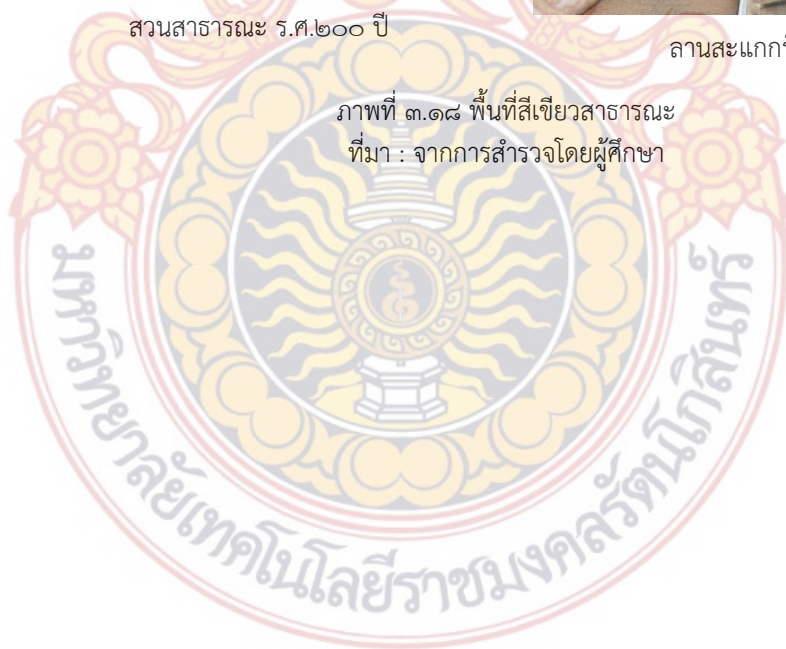 สวนสาธารณะ ร.ศ.๒๐๐ ปี
ลานสะแกก
ภาพที่ ๓.๑๘ พื้นที่สีเขียวสาธารณะ
ที่มา : จากการสำรวจโดยผู้ศึกษา
มหาวิทยาลัยเทคโนโลยีราชมงคลรัตนโกสินทร์